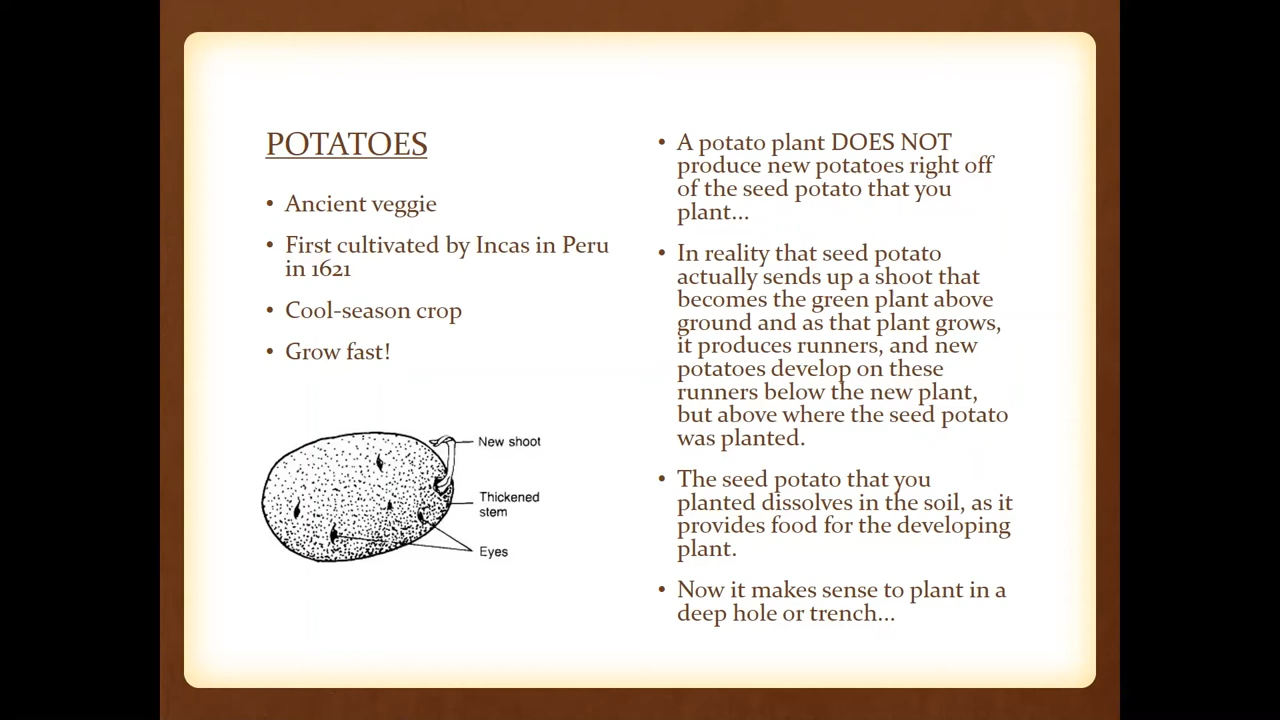 POTATOES
• Ancient veggie
• First cultivated by Incas in Peru
in 1621
• Cool-season crop
• Grow fast!
New shoot
Thickened
stem
Eyes
• A potato plant DOES NOT
produce new potatoes right off
of the seed potato that you
plant...
• In reality that seed potato
actually sends up a shoot that
becomes the green plant above
ground and as that plant grows,
it produces runners, and new
potatoes develop on these
runners below the new plant,
but above where the seed potato
was planted.
• The seed potato that you
planted dissolves in the soil, as it
provides food for the developing
plant.
• Now it makes sense to plant in a
deep hole or trench...